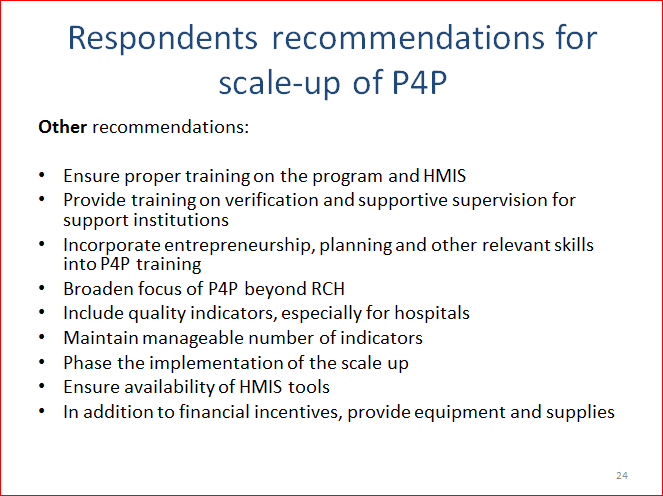 Respondents recommendations for
scale-up of P4P
Other recommendations:
• Ensure proper training on the program and HMIS
• Provide training on verification and supportive supervision for
support institutions
• Incorporate entrepreneurship, planning and other relevant skills
into P4P training
• Broaden focus of P4P beyond RCH
• Include quality indicators, especially for hospitals
• Maintain manageable number of indicators
• Phase the implementation of the scale up
• Ensure availability of HMIS tools
• In addition to financial incentives, provide equipment and supplies
24